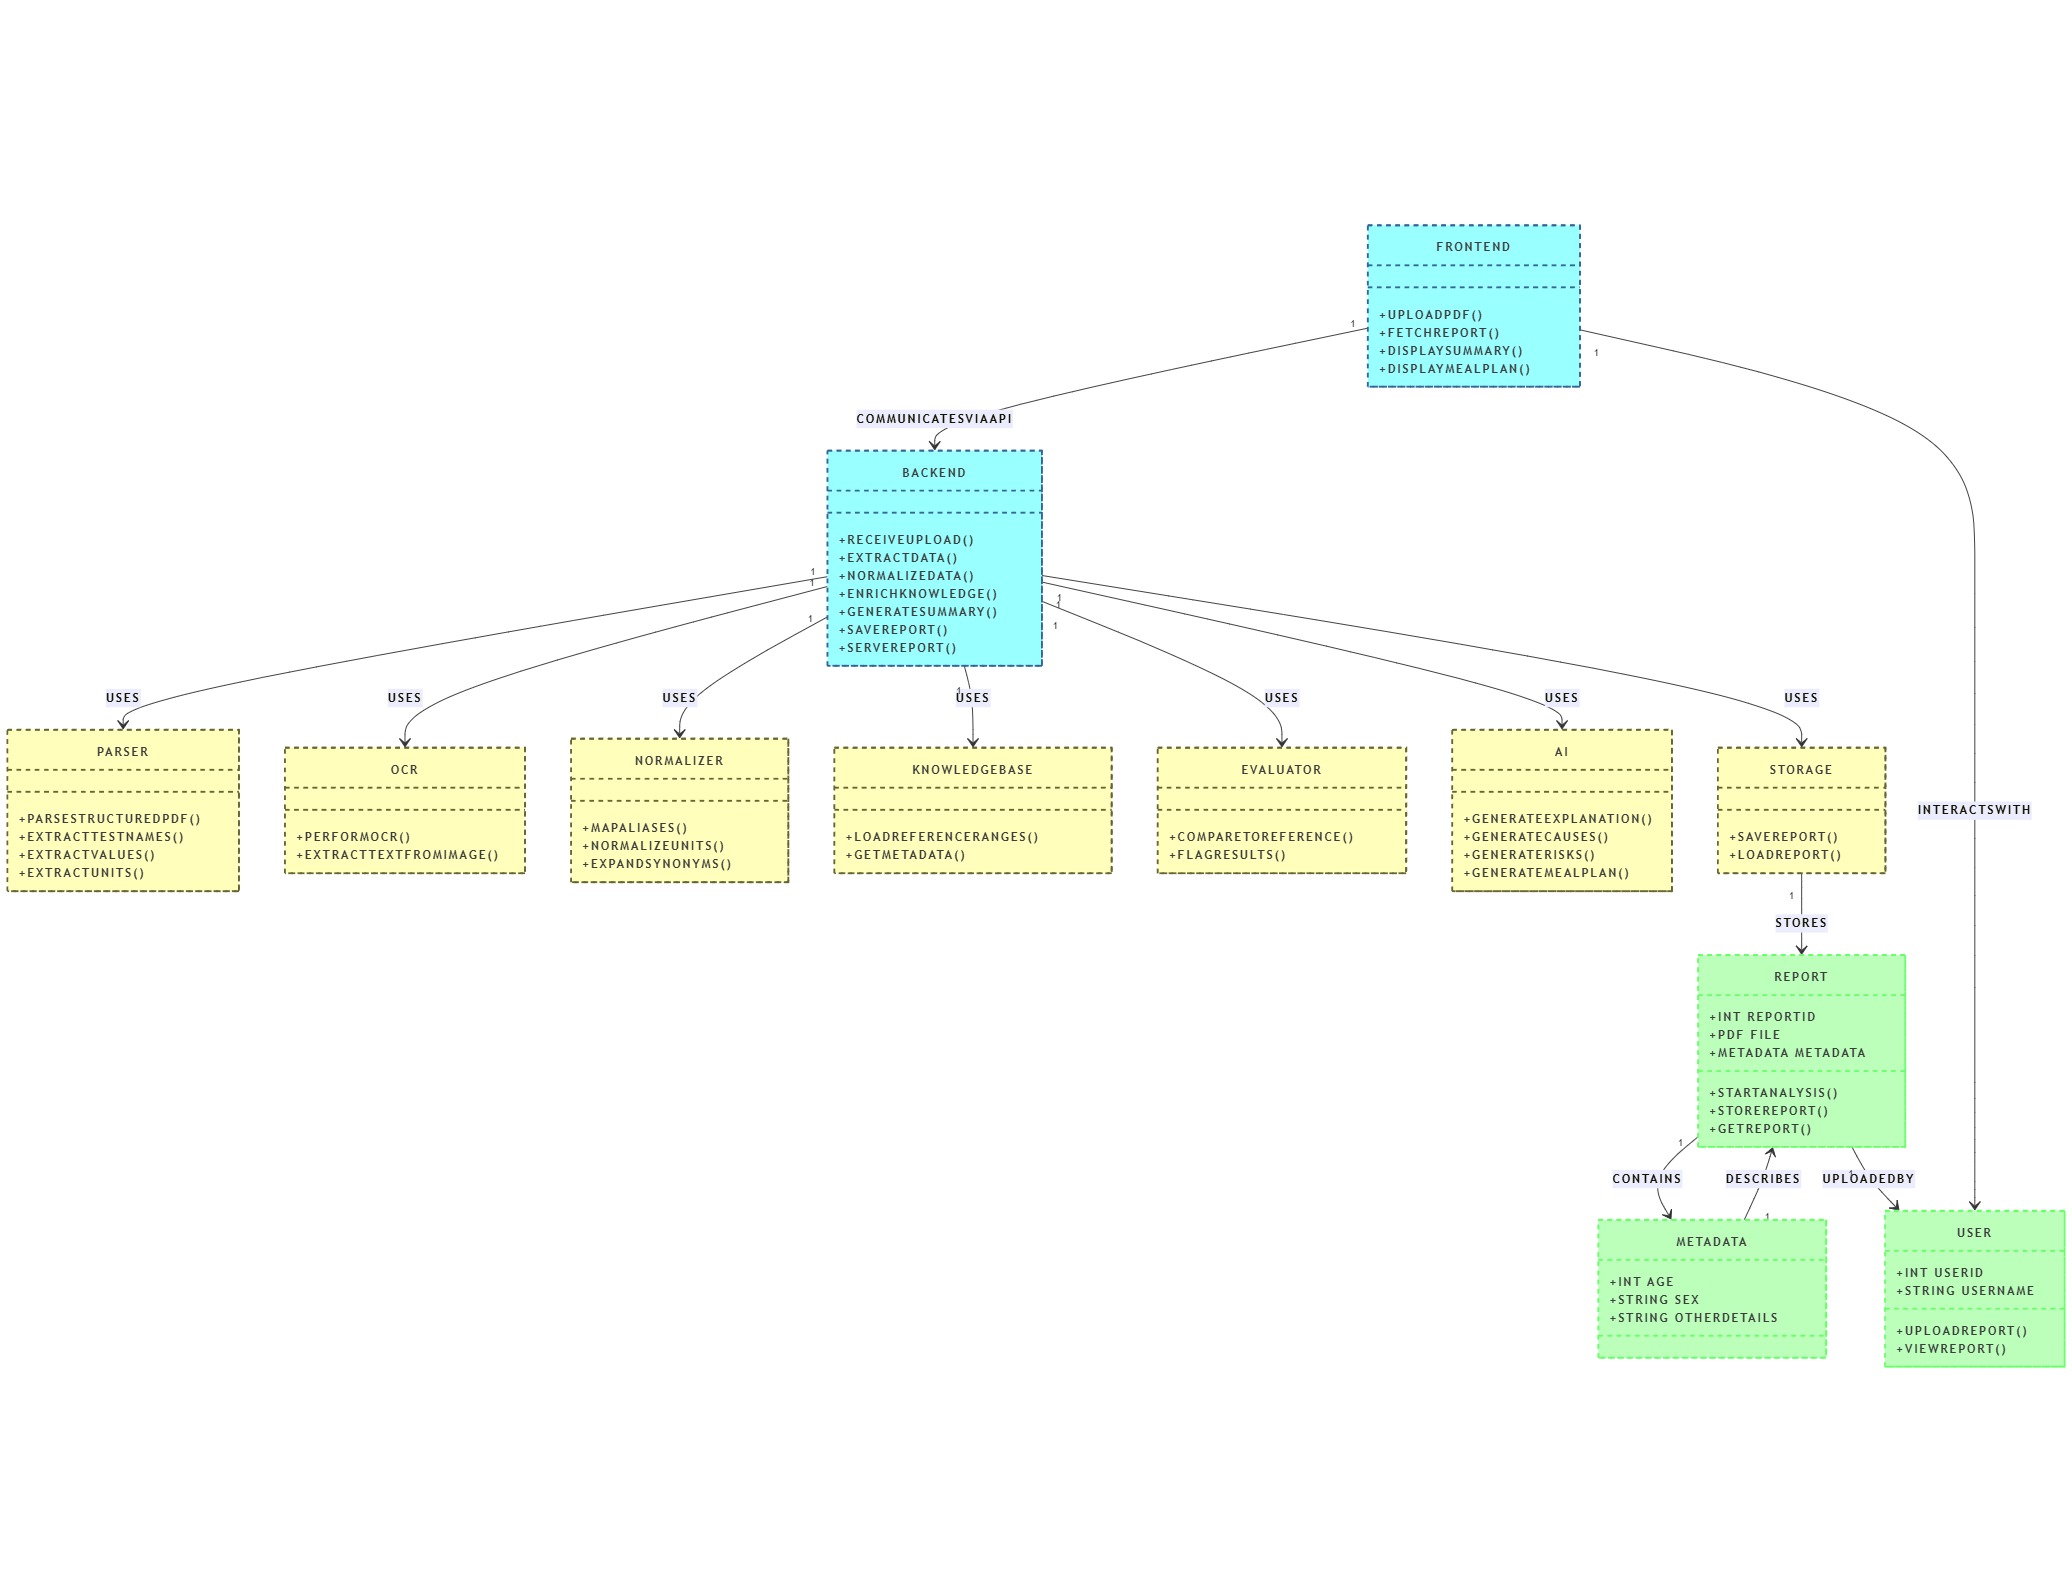 FRONTEND
+UPLOADPDF()
+FETCHREPORT()
+DISPLAYSUMMARY()
+DISPLAYMEALPLAN()
1
1
COMMUNICATESVIAAPI
BACKEND
+RECEIVEUPLOAD()
+EXTRACTDATA()
+NORMALIZEDATA()
+ENRICHKNOWLEDGE()
+GENERATESUMMARY()
+SAVEREPORT()
+SERVEREPORT()
1
1
1
1
1
1
1
USES
USES
USES
USES
USES
USES
USES
PARSER
+PARSESTRUCTUREDPDF()
+EXTRACTTESTNAMES()
+EXTRACTVALUES()
+EXTRACTUNITS()
OCR
+PERFORMOCR()
+EXTRACTTEXTFROMIMAGE()
NORMALIZER
+MAPALIASES()
+NORMALIZEUNITS()
+EXPANDSYNONYMS()
KNOWLEDGEBASE
+LOADREFERENCERANGES()
+GETMETADATA()
EVALUATOR
+COMPARETOREFERENCE()
+FLAGRESULTS()
AI
+GENERATEEXPLANATION()
+GENERATECAUSES()
+GENERATERISKS()
+GENERATEMEALPLAN()
STORAGE
+SAVEREPORT()
+LOADREPORT()
INTERACTSWITH
1
STORES
REPORT
+INT REPORTID
+PDF FILE
+METADATA METADATA
+STARTANALYSIS()
+STOREREPORT()
+GETREPORT()
1
CONTAINS
DESCRIBES
1
UPLOADEDBY
1
METADATA
+INT AGE
+STRING SEX
+STRING OTHERDETAILS
USER
+INT USERID
+STRING USERNAME
+UPLOADREPORT()
+VIEWREPORT()